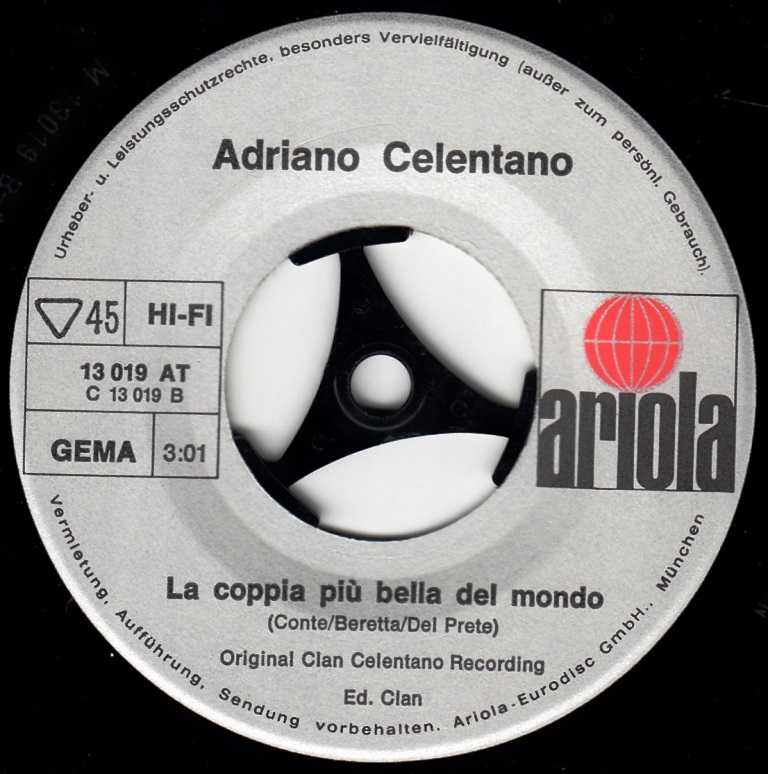 Urheber- u. Leistungsschutzrechte, besonders Vervielfältigung (außer zum persönl. Gebrauch).
Adriano Celentano
45 HI-FI
13 019 AT
C 13 019 B
GEMA 3:01
ariola
La coppia più bella del mondo
(Conte/Beretta/Del Prete)
Original Clan Celentano Recording
Ed. Clan
vermietung, Aufführung, Sendung vorbehalten. Ariola-Eurodisc GmbH., München
M 13019 B-